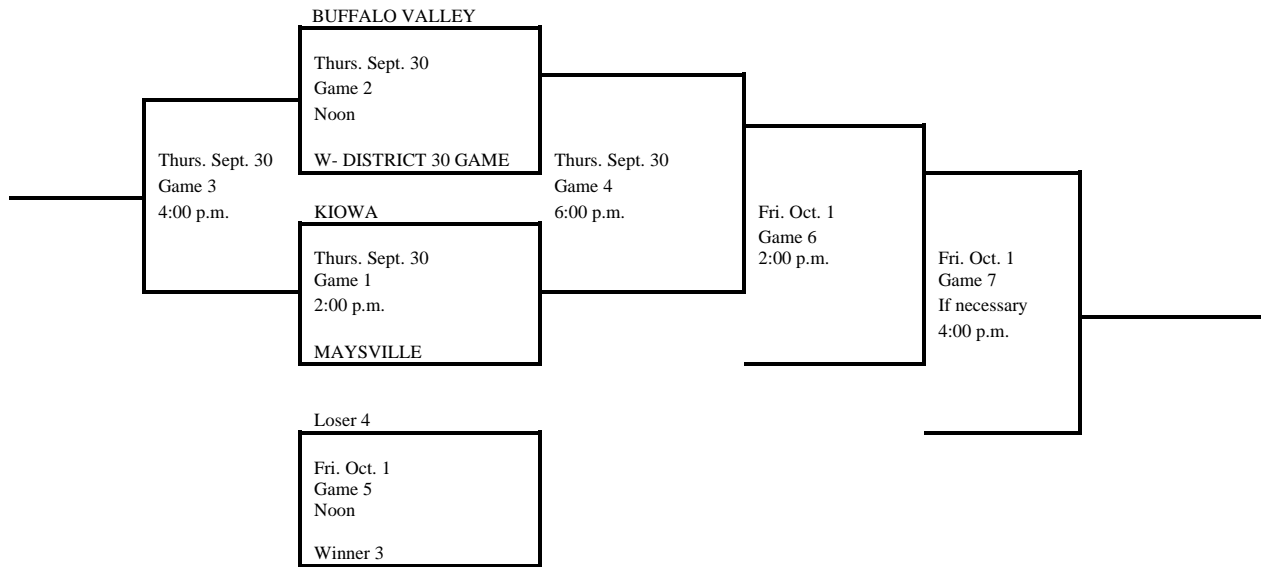 BUFFALO VALLEY
Thurs. Sept. 30
Game 2
Noon
W- DISTRICT 30 GAME
Thurs. Sept. 30
Game 3
4:00 p.m.
KIOWA
Thurs. Sept. 30
Game 1
2:00 p.m.
MAYSVILLE
Thurs. Sept. 30
Game 4
6:00 p.m.
Fri. Oct. 1
Game 6
2:00 p.m.
Fri. Oct. 1
Game 7
If necessary
4:00 p.m.
Loser 4
Fri. Oct. 1
Game 5
Noon
Winner 3